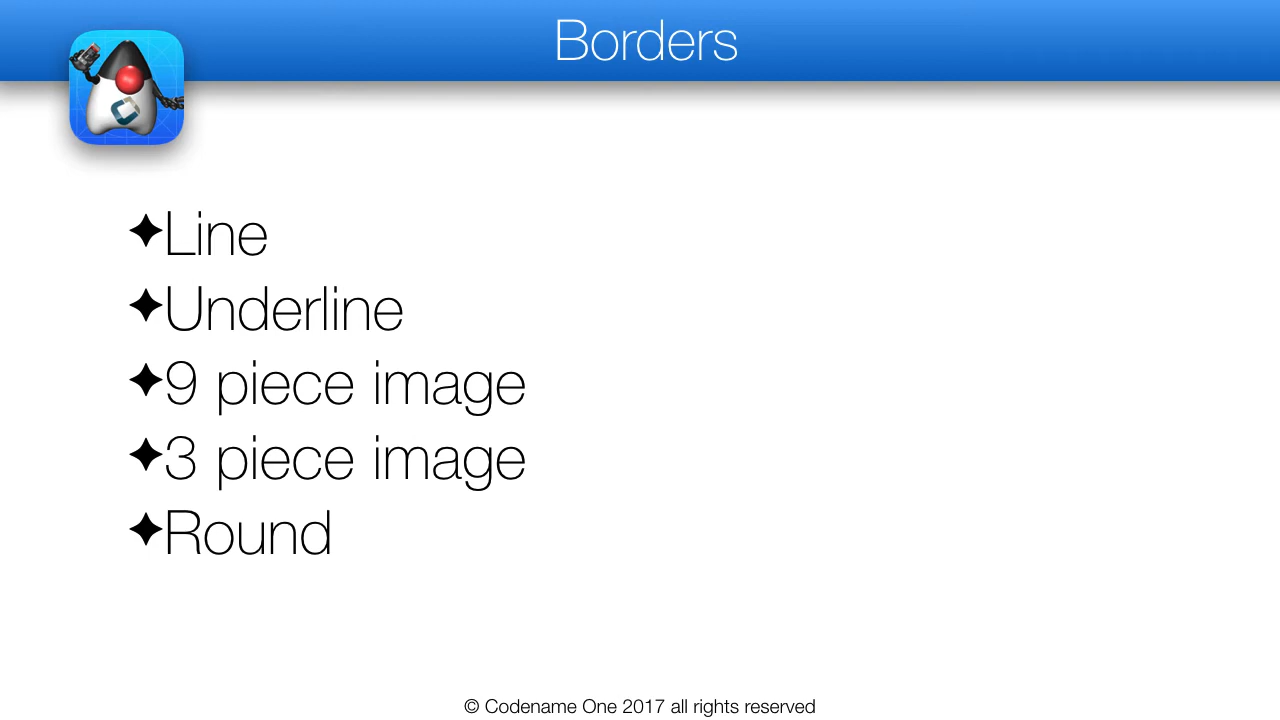 Borders
✦Line
✦Underline
✦9 piece image
✦3 piece image
✦Round
© Codename One 2017 all rights reserved